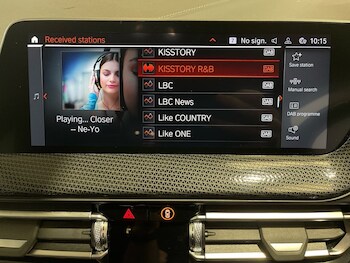 Received stations
No sign.
10:15
KISSTORY DAB
KISSTORY R&B DAB
LBC DAB
LBC News DAB
Like COUNTRY DAB
Like ONE DAB
Playing... Closer
-- Ne-Yo
Save station
Manual search
DAB programme
Sound